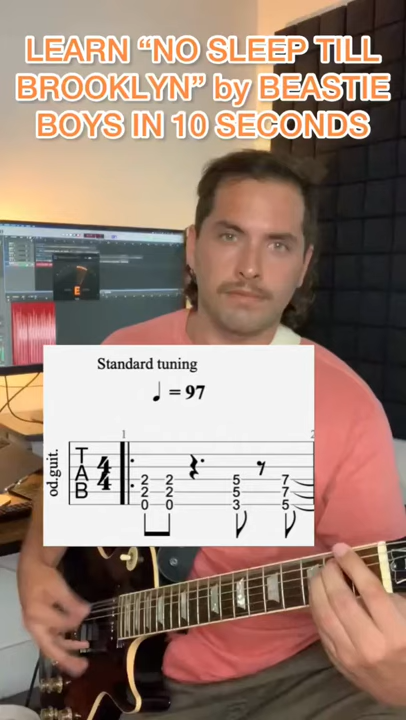 LEARN “NO SLEEP TILL
BROOKLYN” by BEASTIE
BOYS IN 10 SECONDS
E
Standard tuning
♩ = 97
1
2
od.guit.
T
A
B
4
4
2 2 5 7
2 2 5 7
0 0 3 5